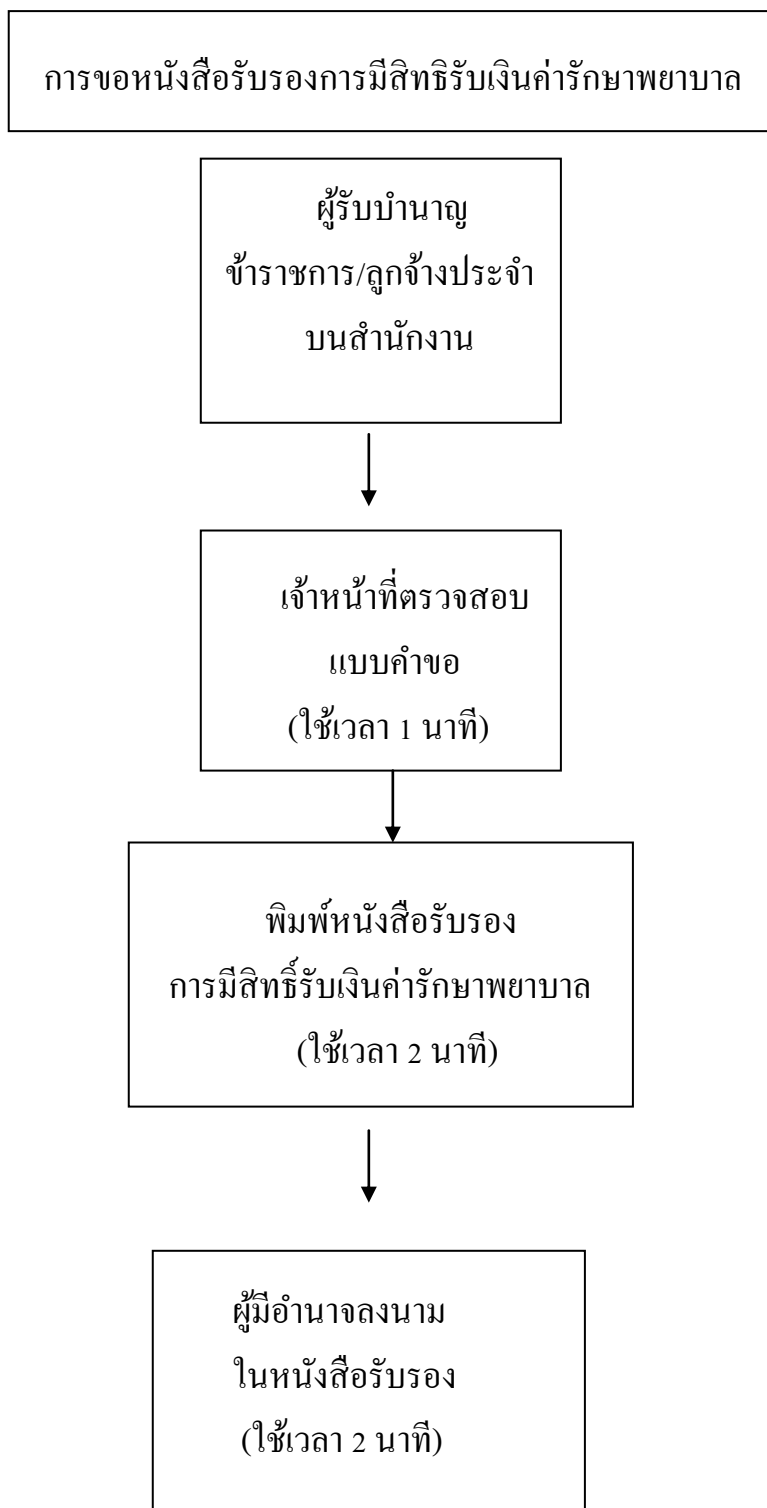 การขอหนังสือรับรองการมีสิทธิรับเงินค่ารักษาพยาบาล
ผู้รับบำนาญ
ข้าราชการ/ลูกจ้างประจำ
บนสำนักงาน
เจ้าหน้าที่ตรวจสอบ
แบบคำขอ
(ใช้เวลา 1 นาที)
พิมพ์หนังสือรับรอง
การมีสิทธิ์รับเงินค่ารักษาพยาบาล
(ใช้เวลา 2 นาที)
ผู้มีอำนาจลงนาม
ในหนังสือรับรอง
(ใช้เวลา 2 นาที)